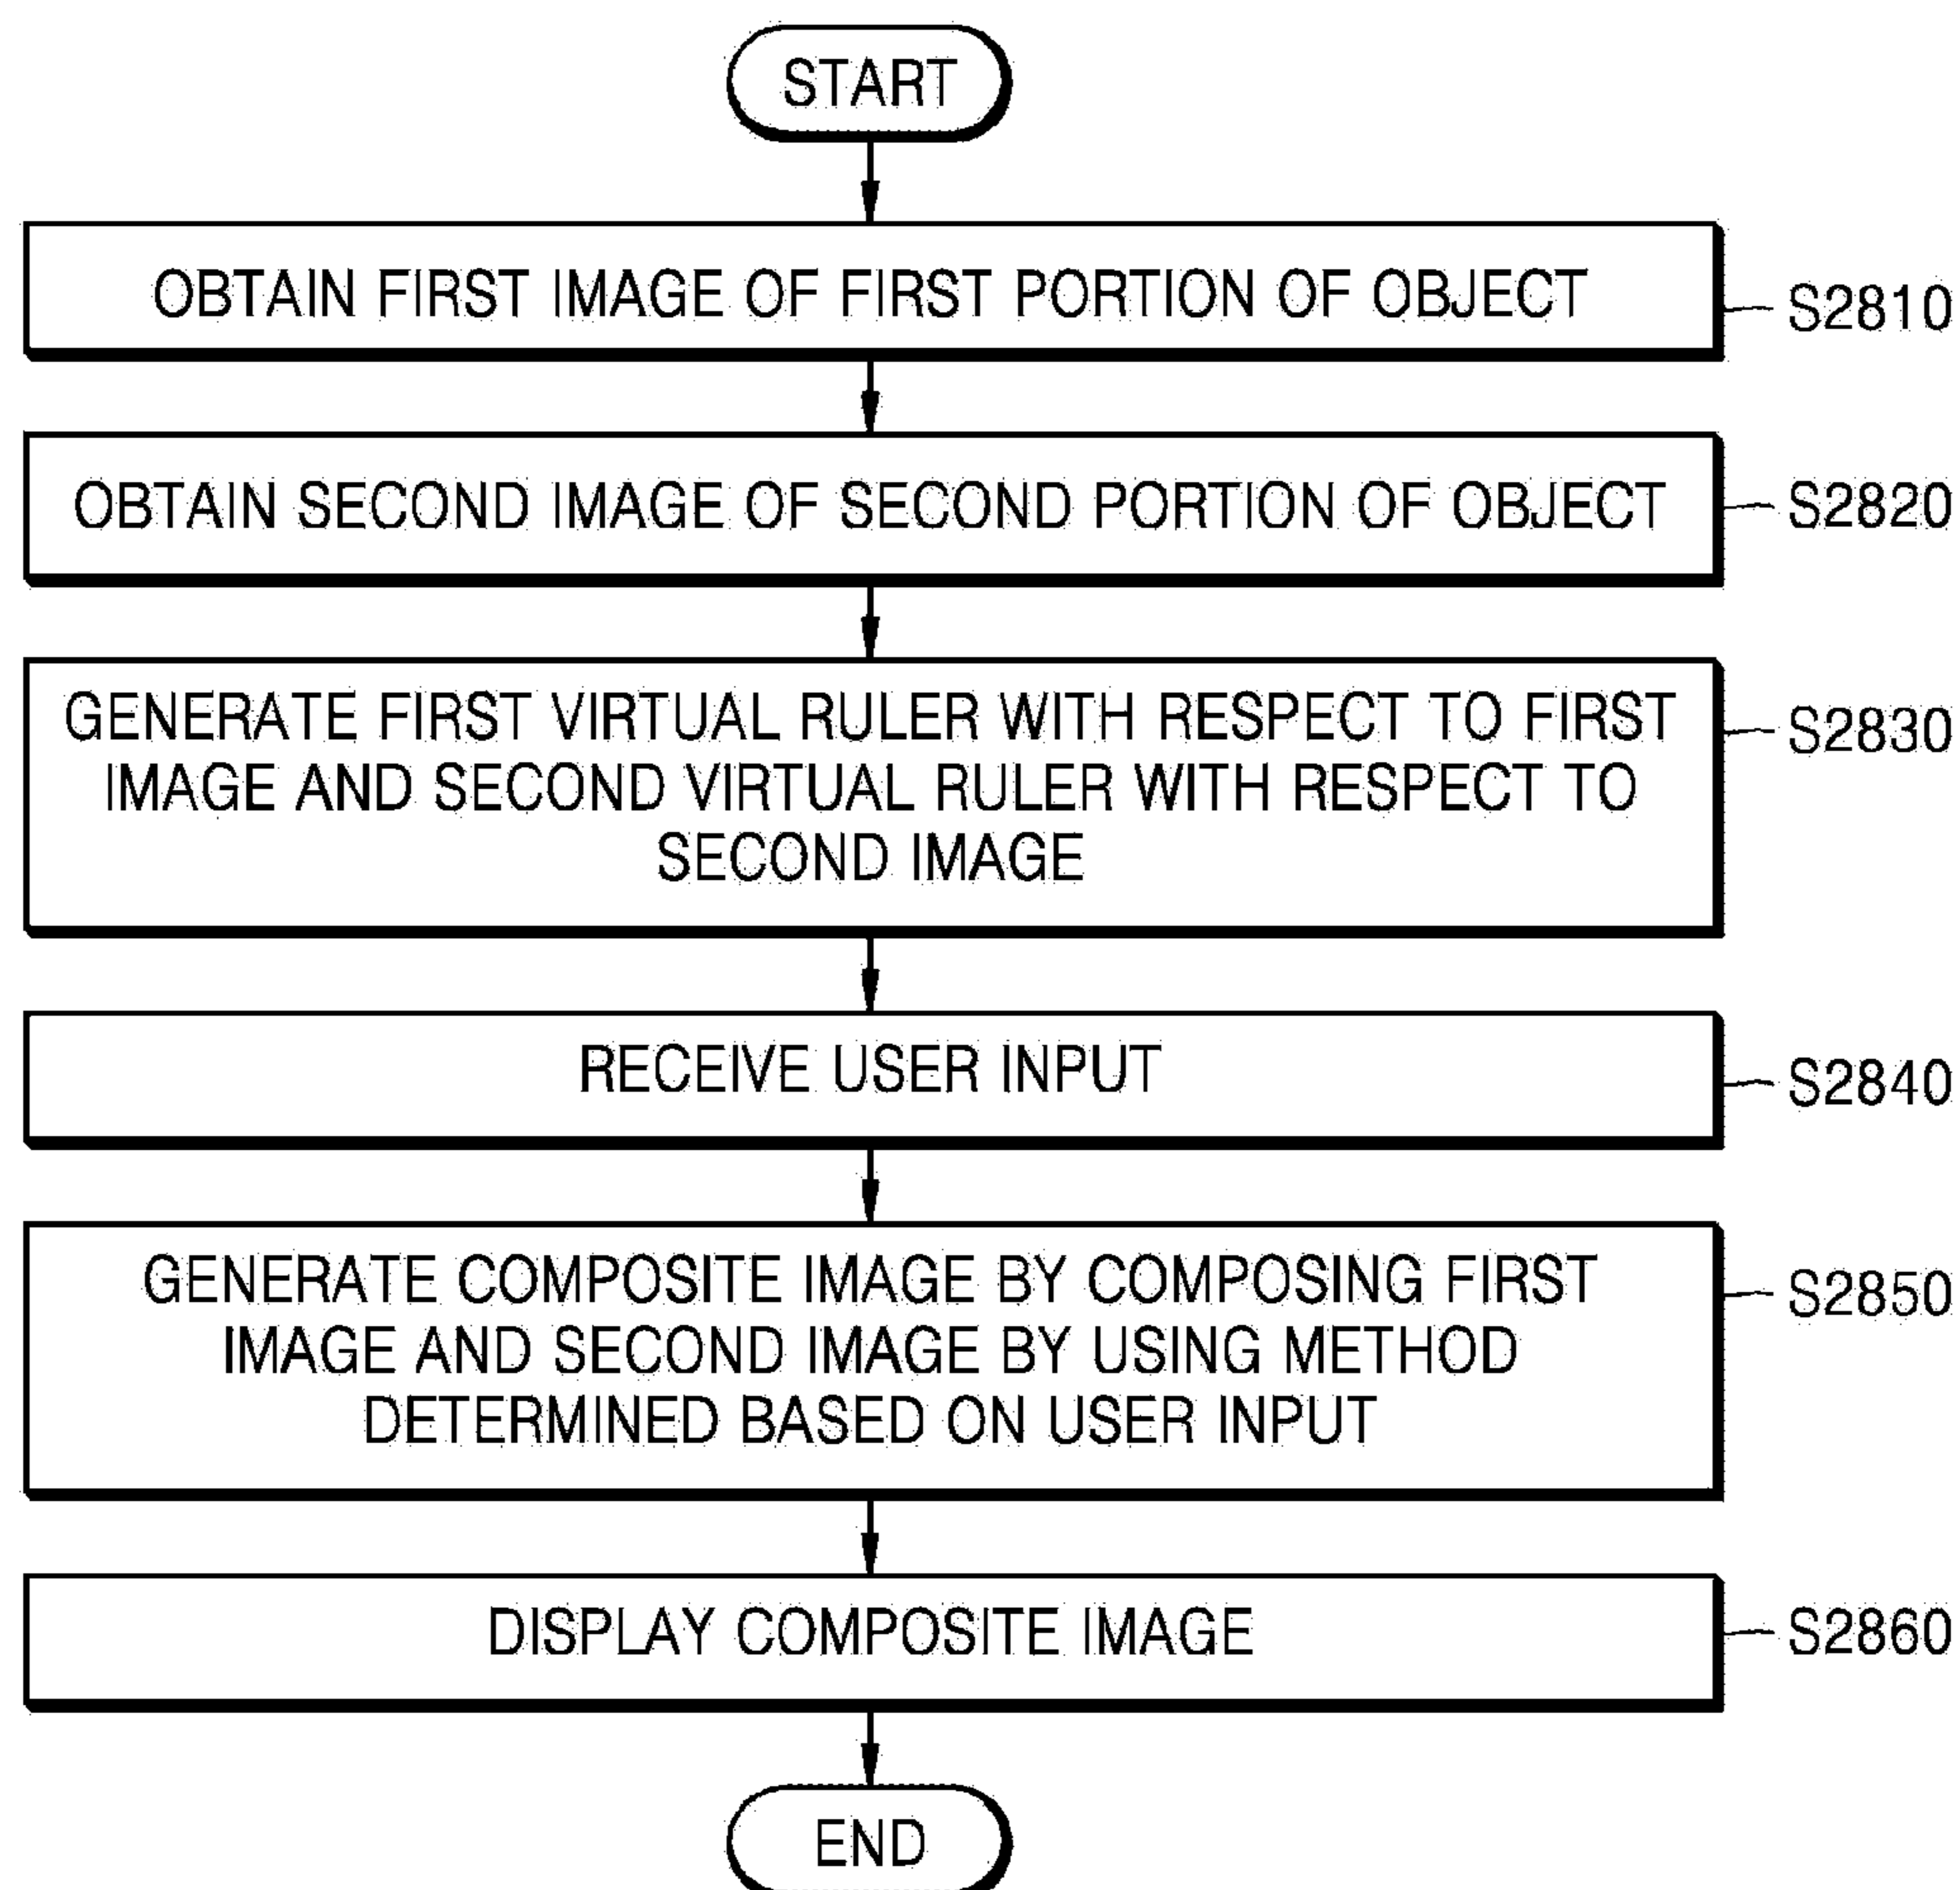 START
OBTAIN FIRST IMAGE OF FIRST PORTION OF OBJECT
S2810
OBTAIN SECOND IMAGE OF SECOND PORTION OF OBJECT
S2820
GENERATE FIRST VIRTUAL RULER WITH RESPECT TO FIRST
IMAGE AND SECOND VIRTUAL RULER WITH RESPECT TO
SECOND IMAGE
S2830
RECEIVE USER INPUT
S2840
GENERATE COMPOSITE IMAGE BY COMPOSING FIRST
IMAGE AND SECOND IMAGE BY USING METHOD
DETERMINED BASED ON USER INPUT
S2850
DISPLAY COMPOSITE IMAGE
S2860
END